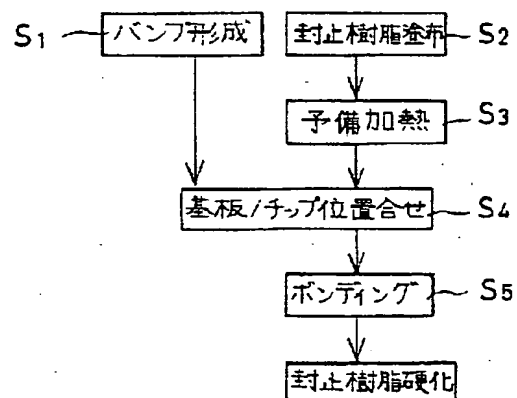 S1 バンプ形成 封止樹脂塗布 S2
予備加熱 S3
基板/チップ位置合せ S4
ボンディング S5
封止樹脂硬化